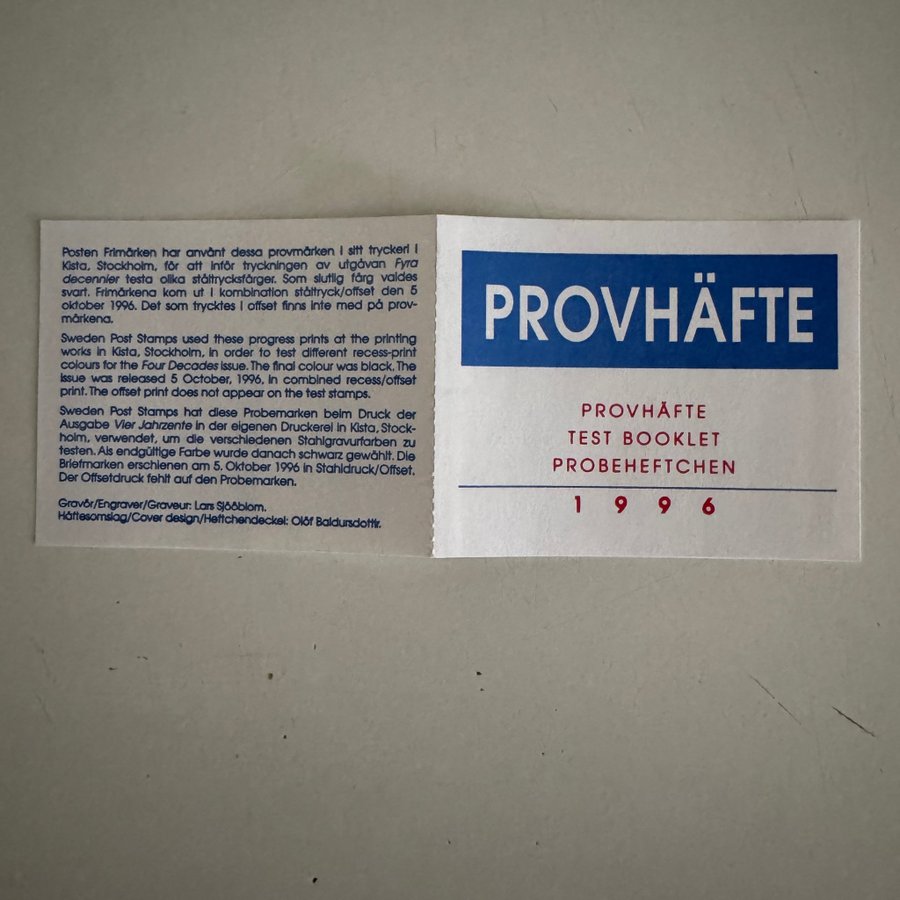 Posten Frimärken har använt dessa provmärken i sitt tryckeri i
Kista, Stockholm, för att inför tryckningen av utgåvan Fyra
decennier testa olika ståltrycksfärger. Som slutlig färg valdes
svart. Frimärkena kom ut i kombination ståltryck/offset den 5
oktober 1996. Det som trycktes i offset finns inte med på prov-
märkena.
Sweden Post Stamps used these progress prints at the printing
works in Kista, Stockholm, in order to test different recess-print
colours for the Four Decades issue. The final colour was black. The
issue was released 5 October, 1996, in combined recess/offset
print. The offset print does not appear on the test stamps.
Sweden Post Stamps hat diese Probemarken beim Druck der
Ausgabe Vier Jahrzente in der eigenen Druckerei in Kista, Stock-
holm, verwendet, um die verschiedenen Stahlgravurfarben zu
testen. Als endgültige Farbe wurde danach schwarz gewählt. Die
Briefmarken erschienen am 5. Oktober 1996 in Stahldruck/Offset.
Der Offsetdruck fehlt auf den Probemarken.
Gravör/Engraver/Graveur: Lars Sjööblom.
Häftesomslag/Cover design/Heftchendeckel: Olöf Baldursdottir.
PROVHÄFTE
PROVHÄFTE
TEST BOOKLET
PROBEHEFTCHEN
1996